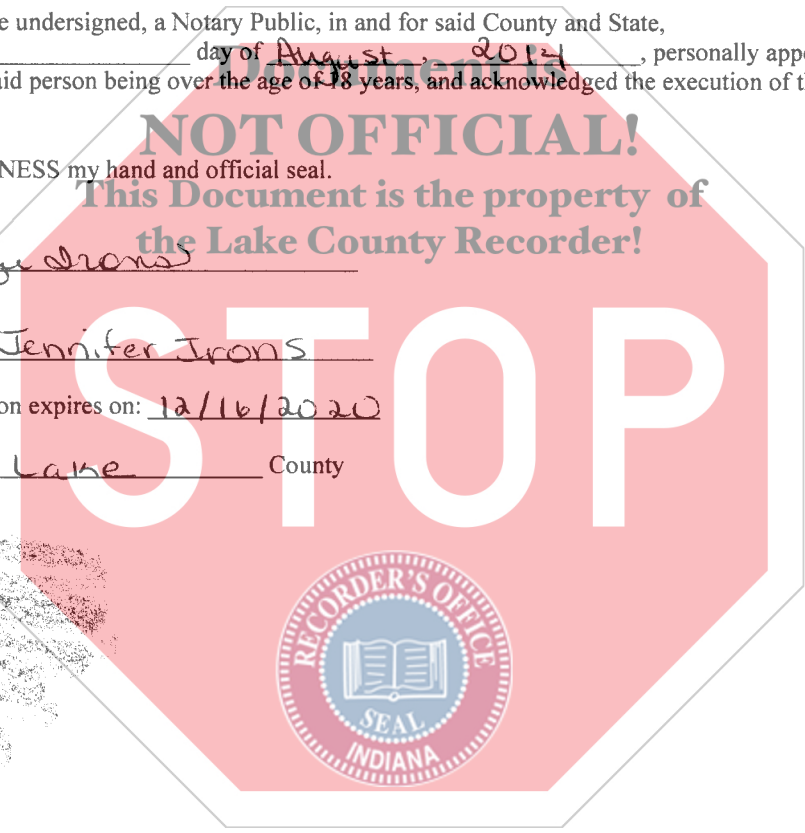 e undersigned, a Notary Public, in and for said County and State,
day of August, 2014, personally appe
Document is
aid person being over the age of 18 years, and acknowledged the execution of th
NOT OFFICIAL!
NESS my hand and official seal.
This Document is the property of
the Lake County Recorder!
Irons
Jennifer Irons
on expires on: 12/16/2020
Lake County
STOP
RECORDER'S OFFICE
SEAL
INDIANA